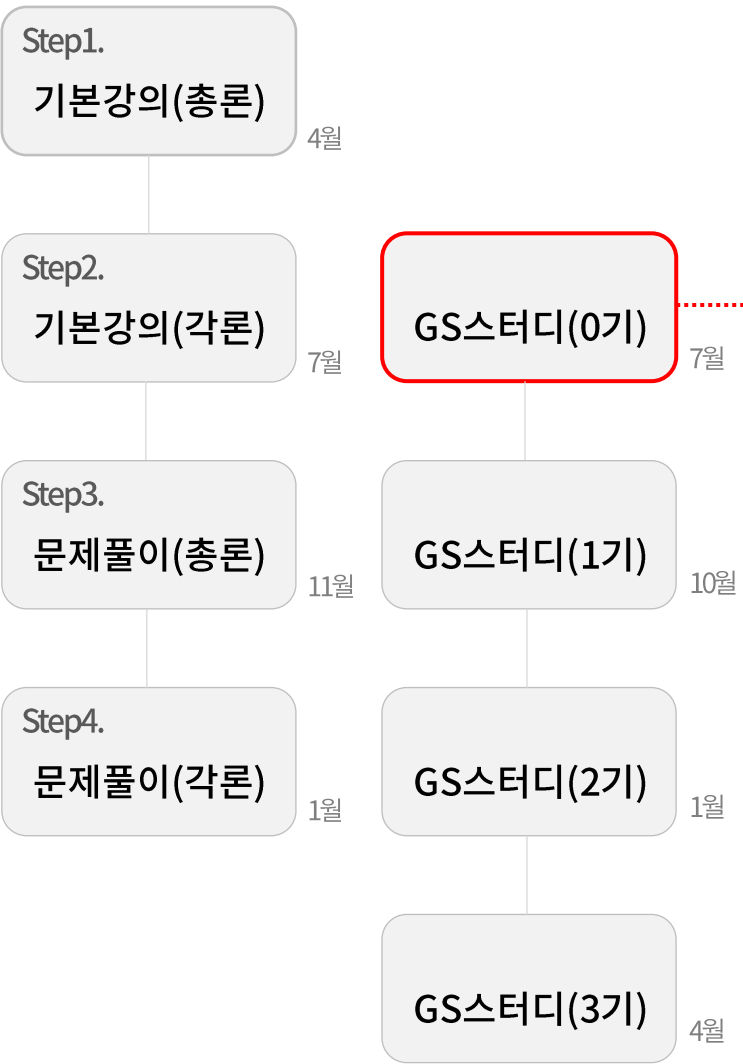 Step1.
기본강의(총론)
4월
Step2.
기본강의(각론)
7월
GS스터디(0기)
7월
Step3.
문제풀이(총론)
11월
GS스터디(1기)
10월
Step4.
문제풀이(각론)
1월
GS스터디(2기)
1월
GS스터디(3기)
4월